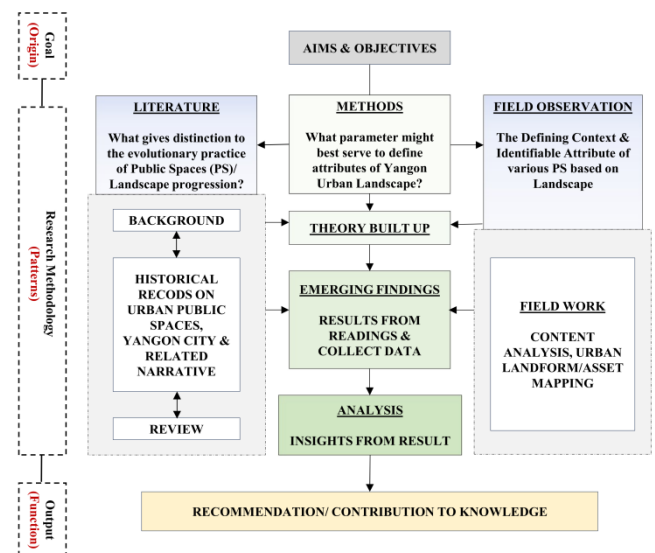 Goal
(Origin)
AIMS & OBJECTIVES
LITERATURE
What gives distinction to
the evolutionary practice
of Public Spaces (PS)/
Landscape progression?
METHODS
What parameter might
best serve to define
attributes of Yangon
Urban Landscape?
FIELD OBSERVATION
The Defining Context &
Identifiable Attribute of
various PS based on
Landscape
Research Methodology
(Patterns)
BACKGROUND
THEORY BUILT UP
HISTORICAL
RECODS ON
URBAN PUBLIC
SPACES,
YANGON CITY &
RELATED
NARRATIVE
EMERGING FINDINGS
RESULTS FROM
READINGS &
COLLECT DATA
FIELD WORK
CONTENT
ANALYSIS, URBAN
LANDFORM/ASSET
MAPPING
REVIEW
ANALYSIS
INSIGHTS FROM RESULT
Output
(Function)
RECOMMENDATION/ CONTRIBUTION TO KNOWLEDGE